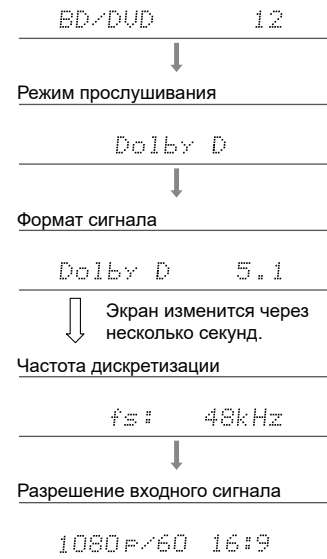 BD/DVD 12
Режим прослушивания
Dolby D
Формат сигнала
Dolby D 5.1
Экран изменится через
несколько секунд.
Частота дискретизации
fs: 48kHz
Разрешение входного сигнала
1080p/60 16:9